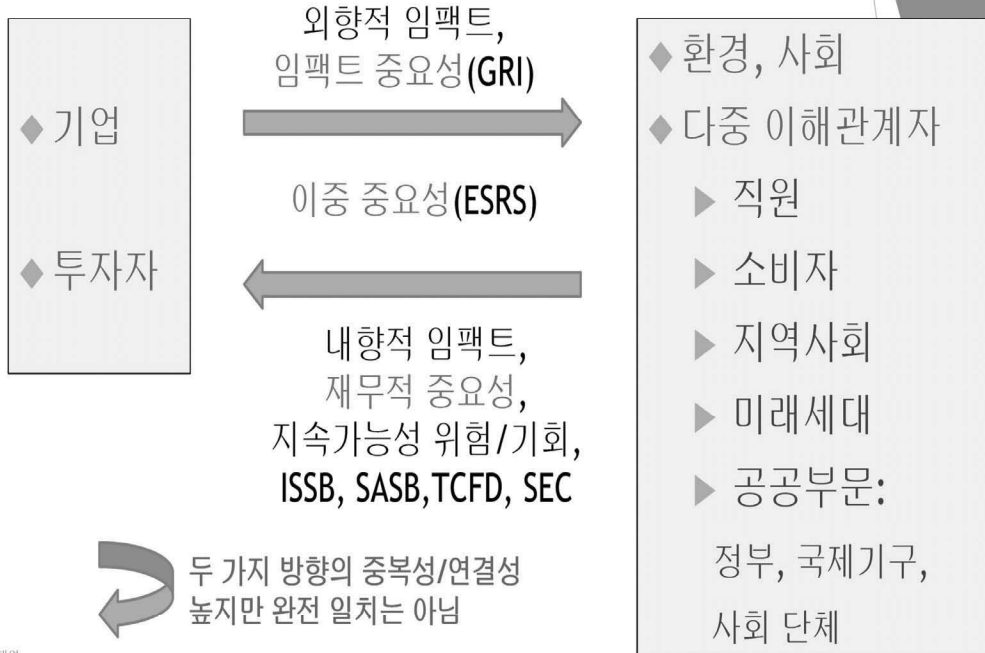 ◆ 기업
◆ 투자자
외향적 임팩트,
임팩트 중요성(GRI)
이중 중요성(ESRS)
내향적 임팩트,
재무적 중요성,
지속가능성 위험/기회,
ISSB, SASB,TCFD, SEC
두 가지 방향의 중복성/연결성
높지만 완전 일치는 아님
◆ 환경, 사회
◆ 다중 이해관계자
▶ 직원
▶ 소비자
▶ 지역사회
▶ 미래세대
▶ 공공부문:
정부, 국제기구,
사회 단체